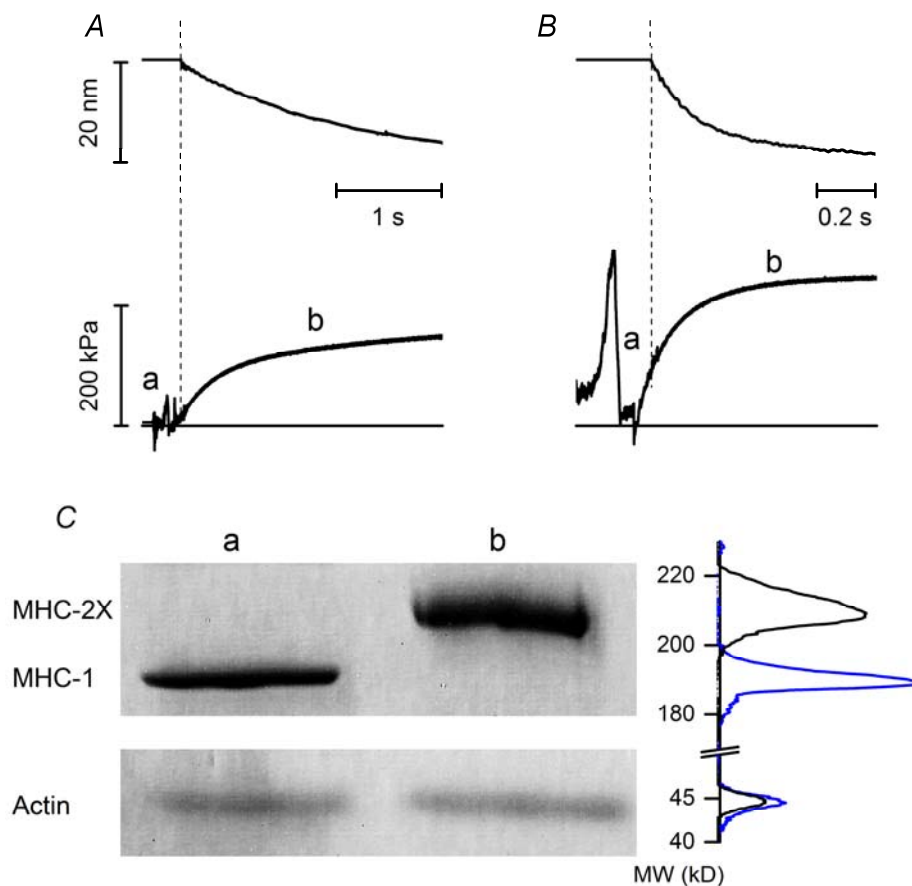 A
B
20 nm
1 s
0.2 s
200 kPa
a
b
a
b
C
a
b
MHC-2X
MHC-1
Actin
220
200
180
45
40
MW (kD)